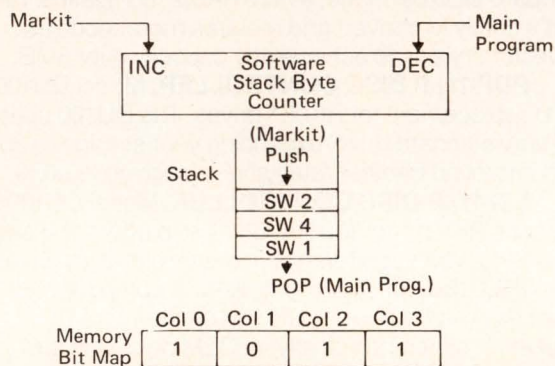 Markit
Main
Program
INC Software DEC
Stack Byte
Counter
(Markit)
Push
Stack
SW 2
SW 4
SW 1
POP (Main Prog.)
Col 0 Col 1 Col 2 Col 3
Memory
Bit Map
1 0 1 1